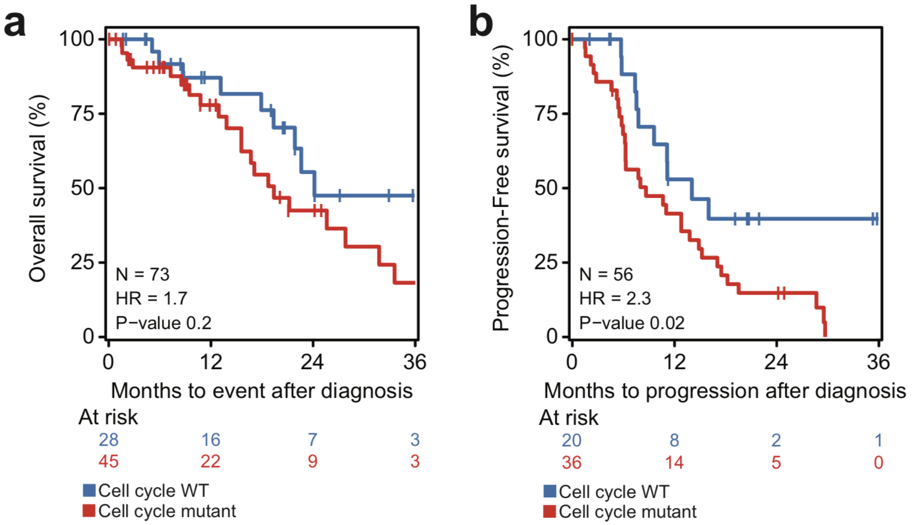 a
Overall survival (%)
100
75
50
25
0
N = 73
HR = 1.7
P−value 0.2
0 12 24 36
Months to event after diagnosis
At risk
28 16 7 3
45 22 9 3
Cell cycle WT
Cell cycle mutant
b
Progression-Free survival (%)
100
75
50
25
0
N = 56
HR = 2.3
P−value 0.02
0 12 24 36
Months to progression after diagnosis
At risk
20 8 2 1
36 14 5 0
Cell cycle WT
Cell cycle mutant